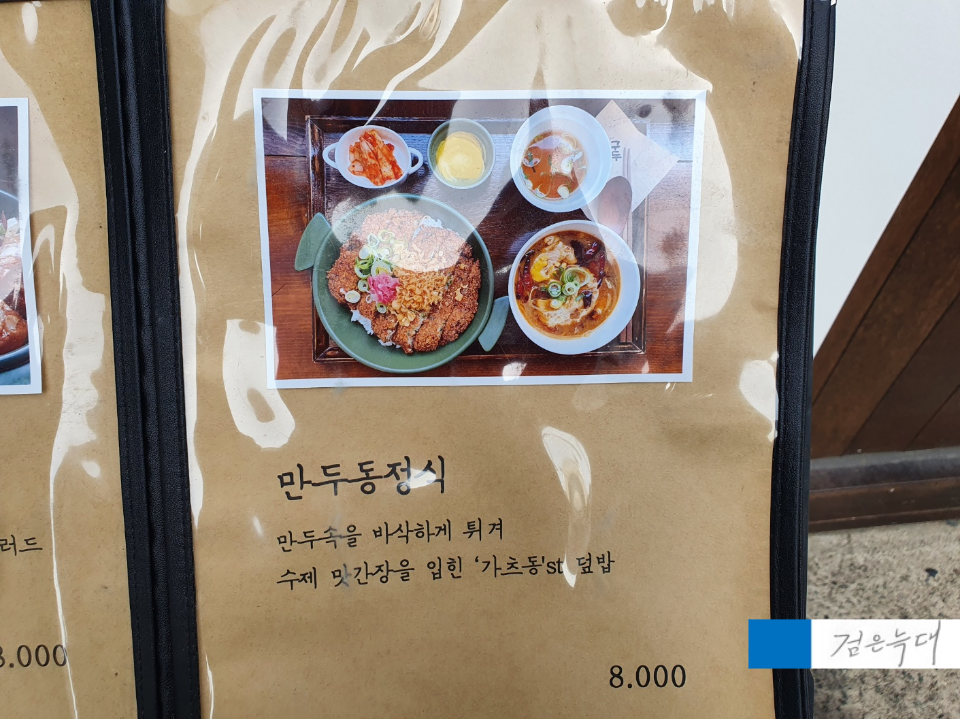 만두동정식
만두속을 바삭하게 튀겨
수제 맛간장을 입힌 '가츠동'st 덮밥
8.000
러드
8.000
검은늑대